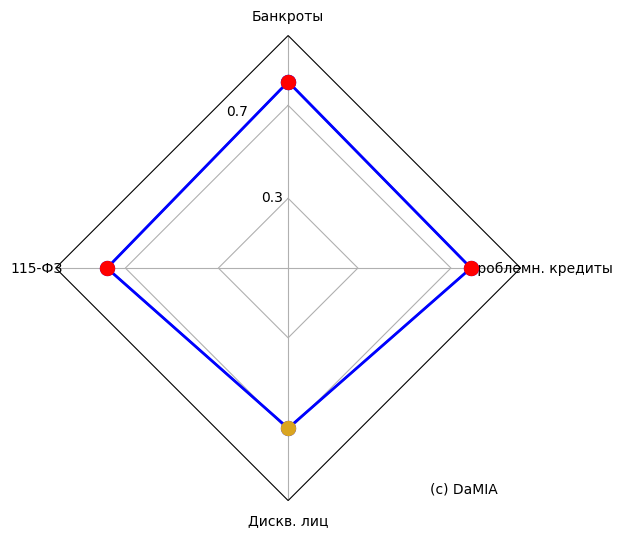 Банкроты
0.7
0.3
115-ФЗ
роблемн. кредиты
(c) DaMIA
Дискв. лиц